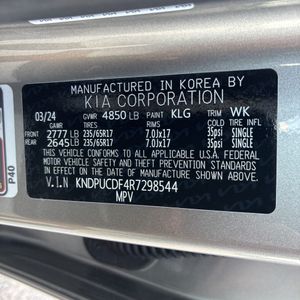 MANUFACTURED IN KOREA BY
KIA CORPORATION
03/24 GVWR 4850 LB PAINT KLG TRIM WK
GAWR TIRES RIMS COLD TIRE INF.PR.
FRONT 2777 LB 235/65R17 7.0Jx17 35psi SINGLE
REAR 2645 LB 235/65R17 7.0Jx17 35psi SINGLE
THIS VEHICLE CONFORMS TO ALL APPLICABLE U.S.A FEDERAL
MOTOR VEHICLE SAFETY AND THEFT PREVENTION STANDARDS
IN EFFECT ON THE DATE OF MANUFACTURE SHOWN ABOVE.
V.I.N KNDPUCDF4R7298544
MPV
P40